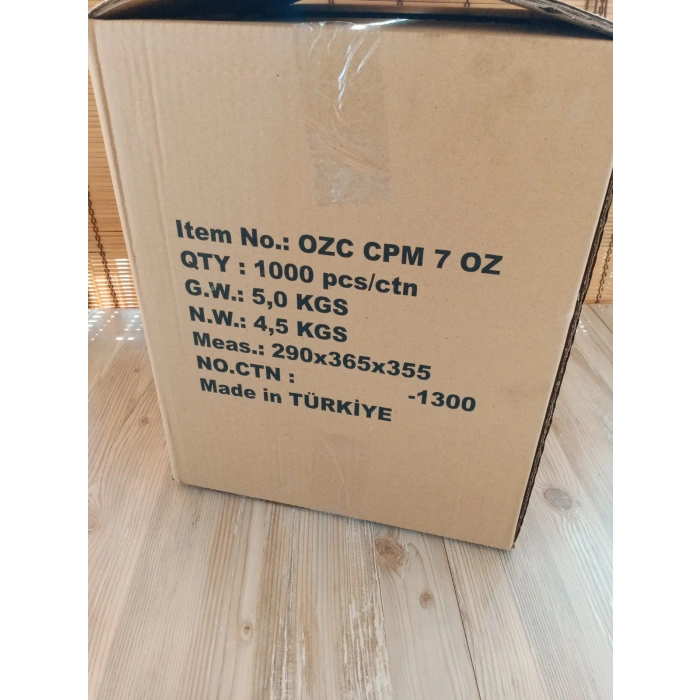 Item No.: OZC CPM 7 OZ
QTY : 1000 pcs/ctn
G.W.: 5,0 KGS
N.W.: 4,5 KGS
Meas.: 290x365x355
NO.CTN : -1300
Made in TÜRKİYE